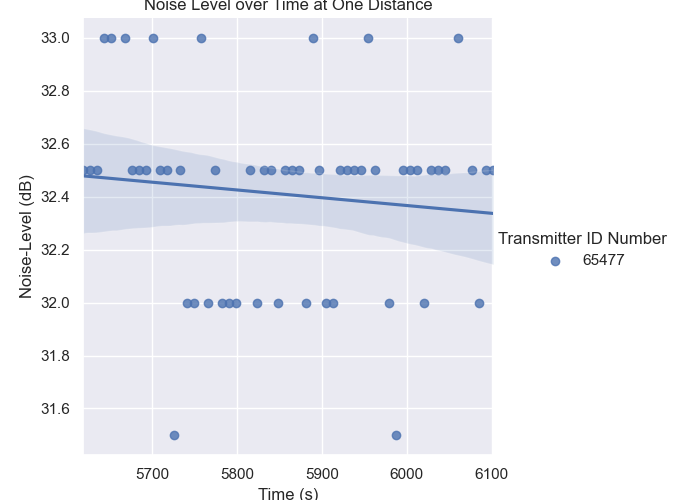 Noise Level over Time at One Distance
33.0
32.8
32.6
32.4
32.2
32.0
31.8
31.6
Noise-Level (dB)
5700 5800 5900 6000 6100
Time (s)
Transmitter ID Number
65477